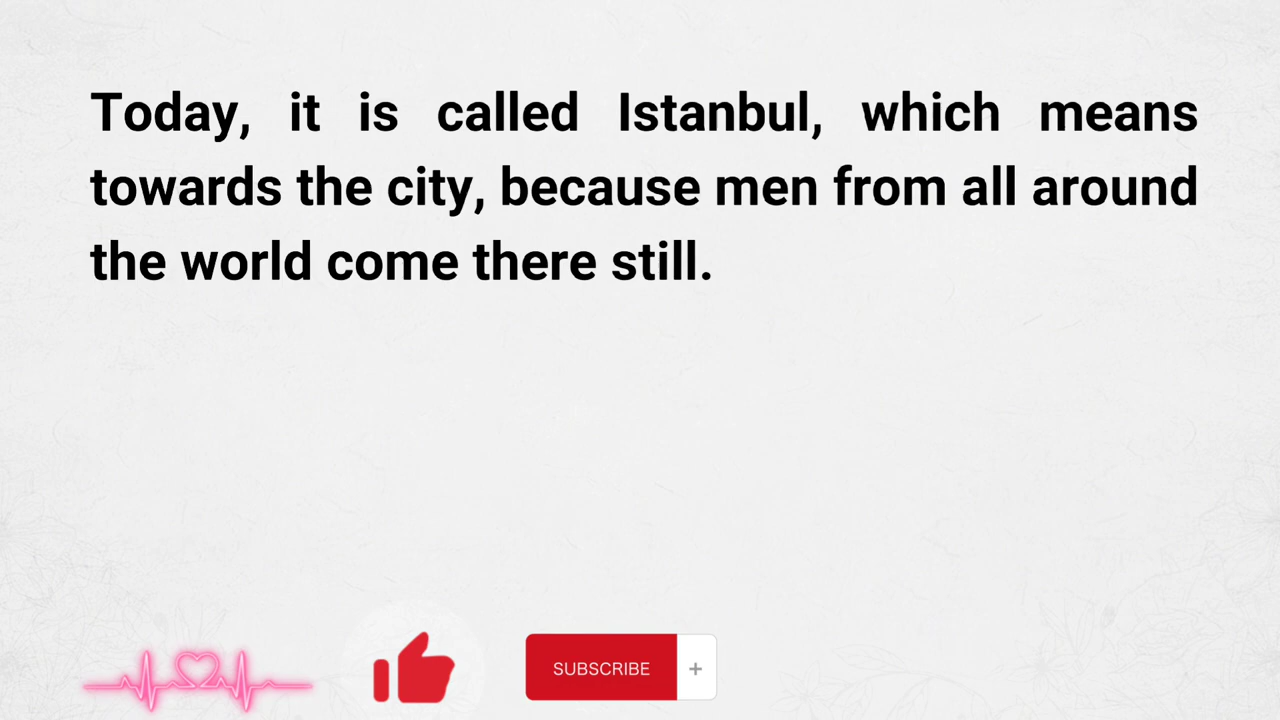 Today, it is called Istanbul, which means
towards the city, because men from all around
the world come there still.
SUBSCRIBE +